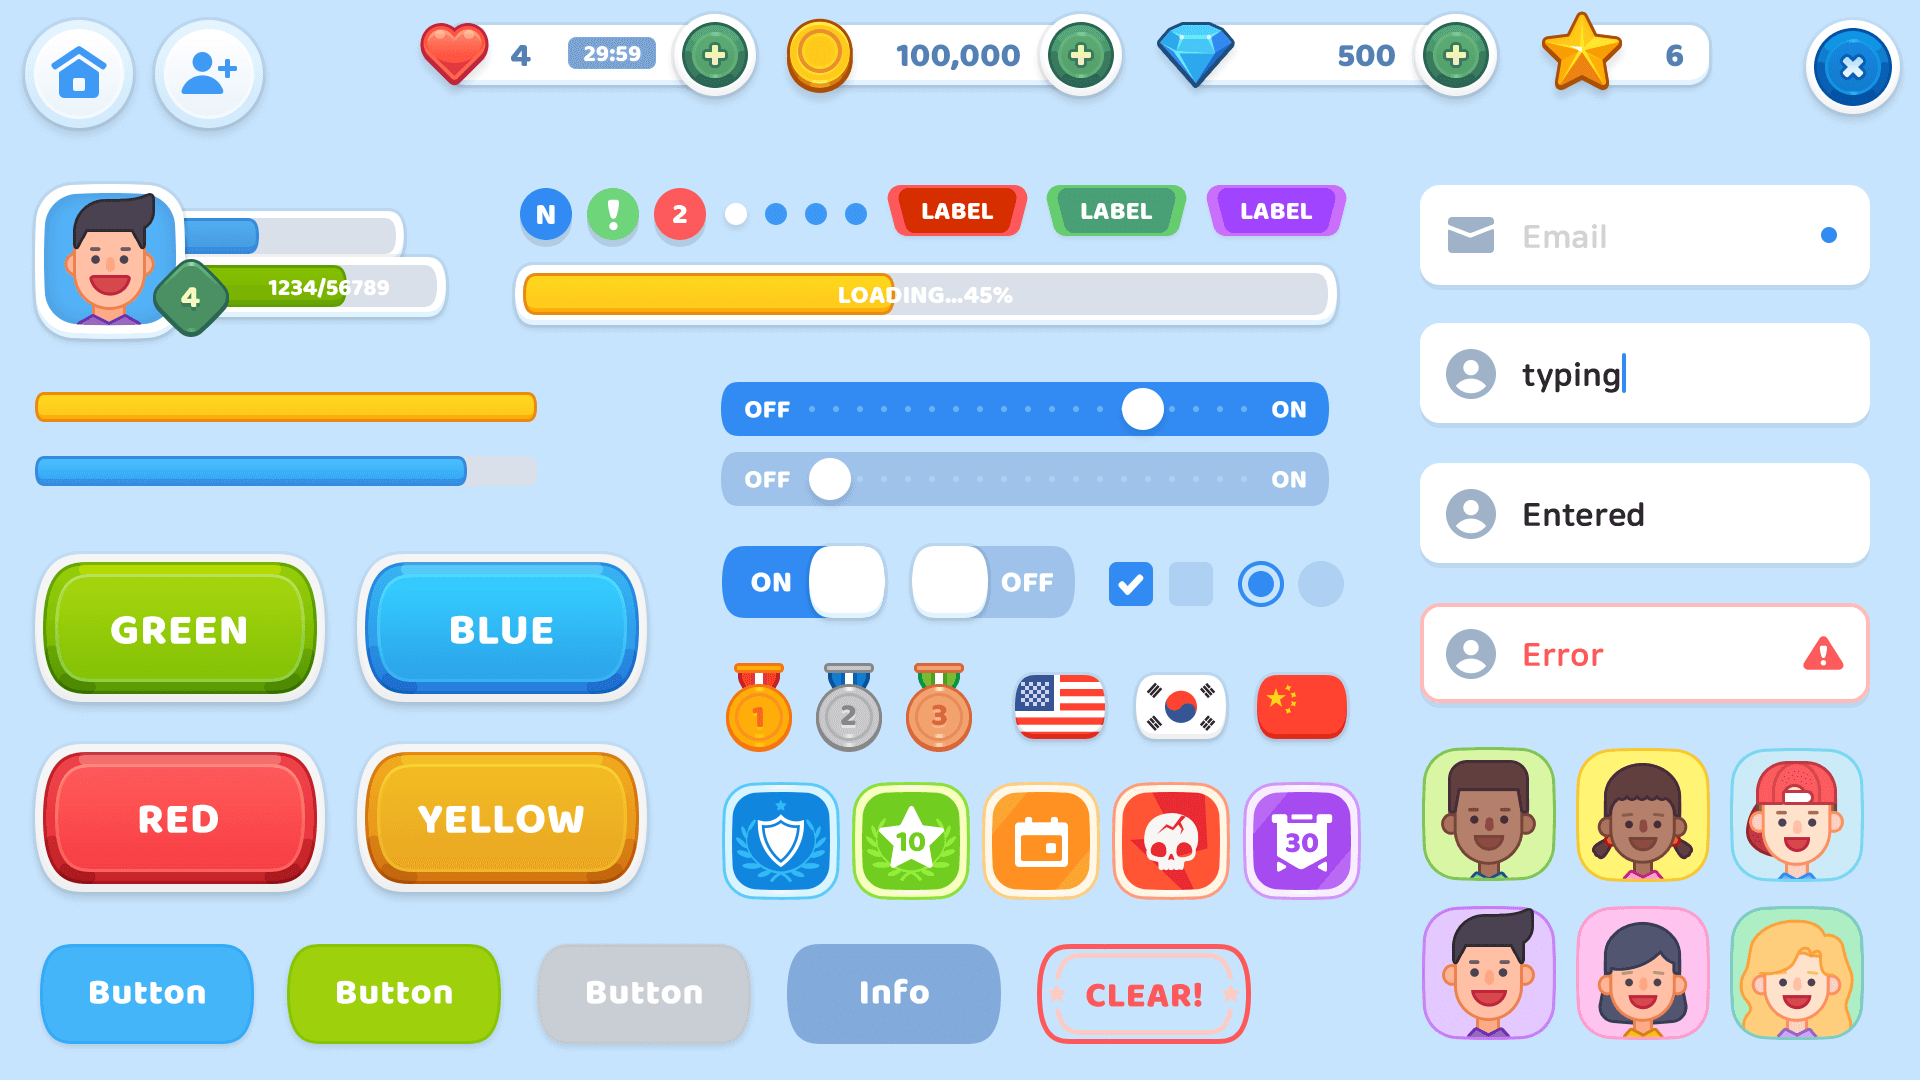 4
29:59
100,000
500
6
N
!
2
LABEL
LABEL
LABEL
Email
4
1234/56789
LOADING...45%
typing
OFF
ON
OFF
ON
Entered
ON
OFF
GREEN
BLUE
Error
1
2
3
RED
YELLOW
10
30
Button
Button
Button
Info
CLEAR!